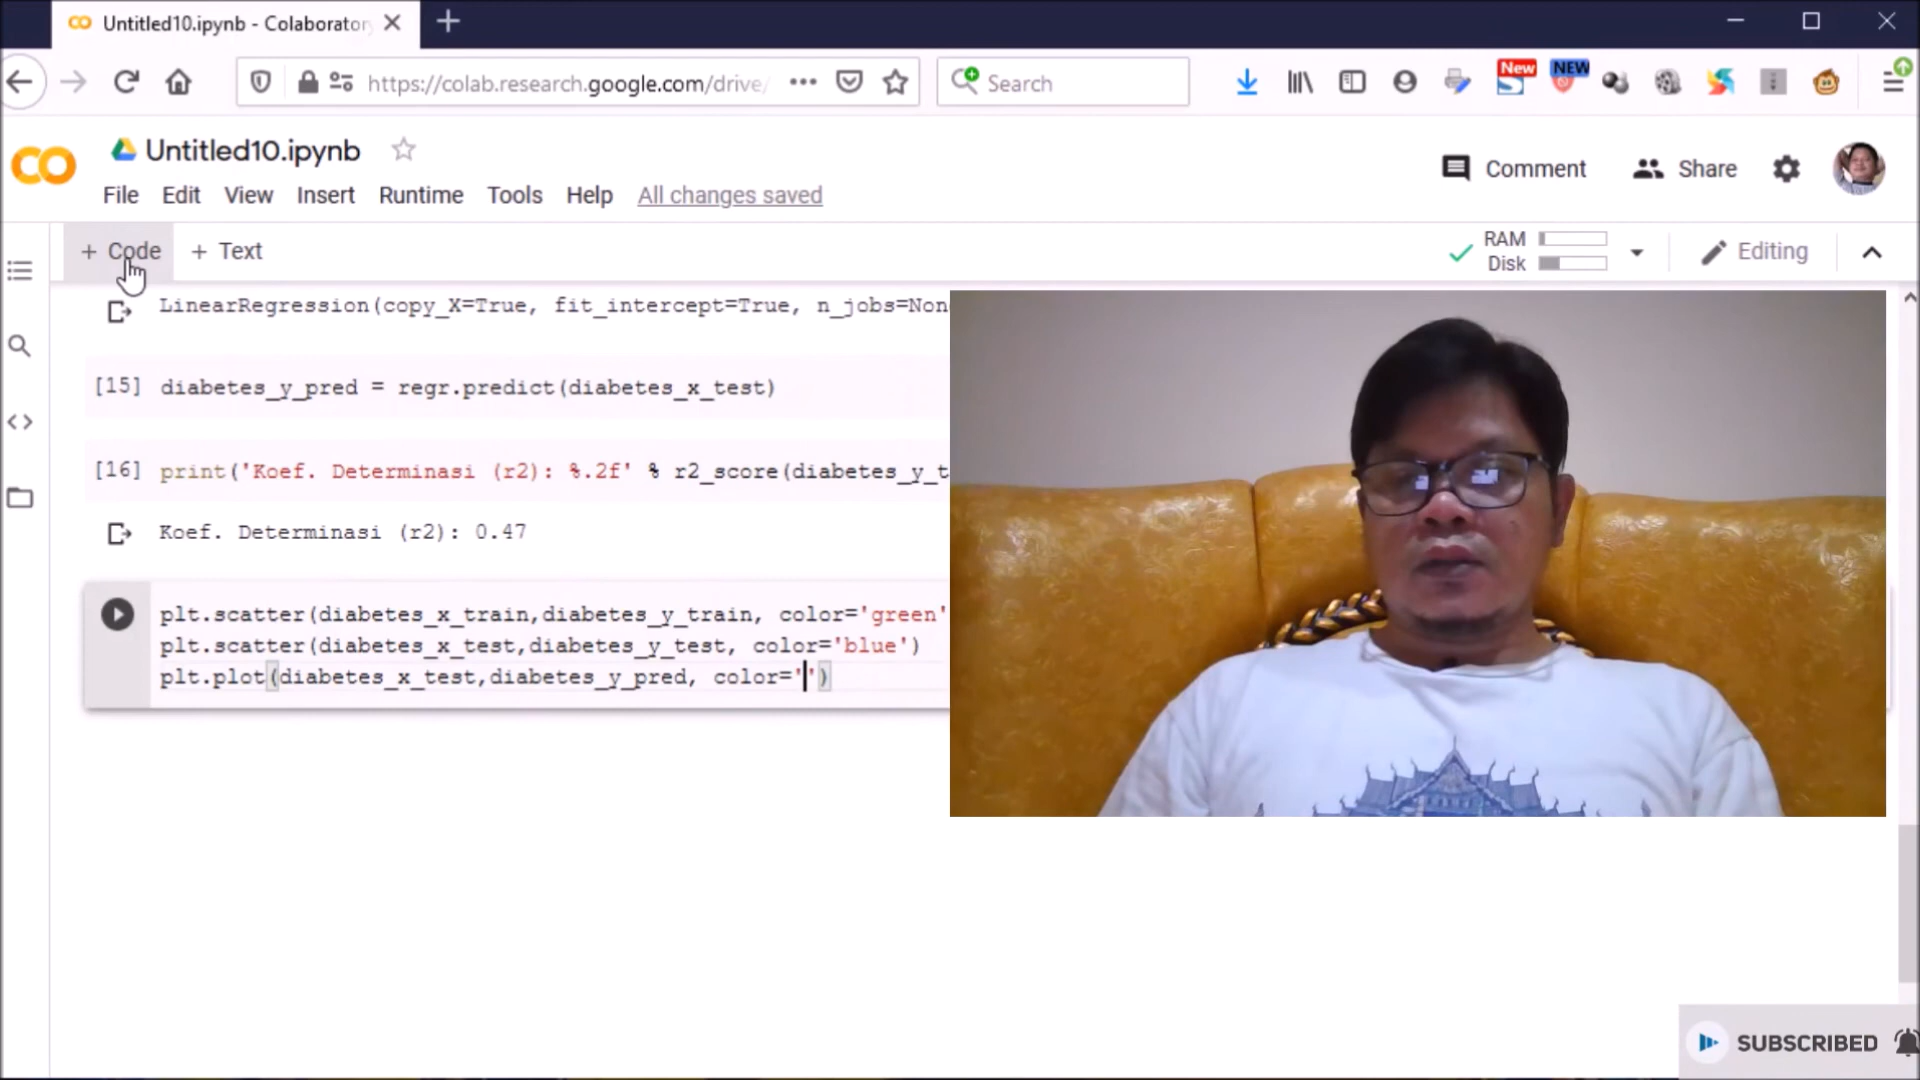 Untitled10.ipynb - Colaborator
https://colab.research.google.com/drive/
Search
New
NEW
CO
Untitled10.ipynb
Comment
Share
File Edit View Insert Runtime Tools Help All changes saved
+ Code + Text
RAM
Disk
Editing
LinearRegression(copy_X=True, fit_intercept=True, n_jobs=Non
[15] diabetes_y_pred = regr.predict(diabetes_x_test)
[16] print('Koef. Determinasi (r2): %.2f' % r2_score(diabetes_y_t
Koef. Determinasi (r2): 0.47
plt.scatter(diabetes_x_train,diabetes_y_train, color='green'
plt.scatter(diabetes_x_test,diabetes_y_test, color='blue')
plt.plot(diabetes_x_test,diabetes_y_pred, color='')
SUBSCRIBED